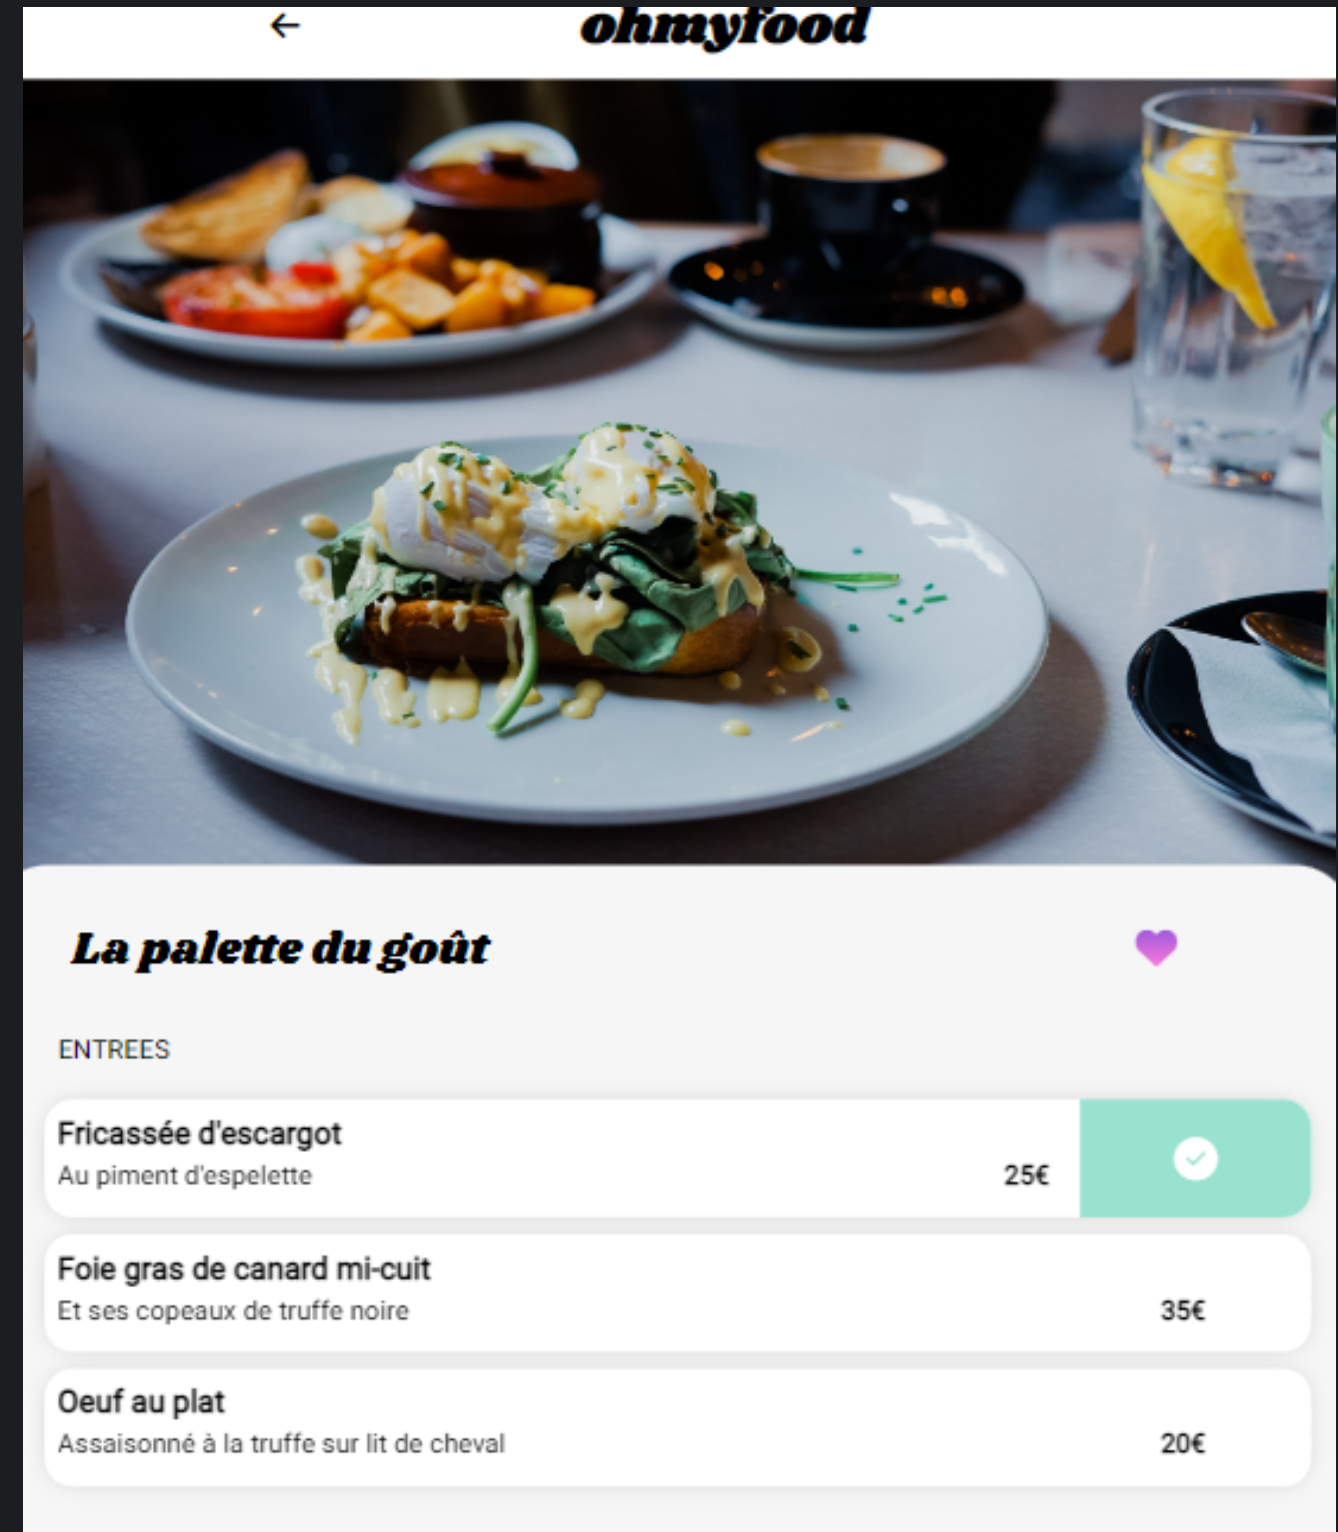 ohmyfood
La palette du goût
ENTREES
Fricassée d'escargot
Au piment d'espelette
25€
Foie gras de canard mi-cuit
Et ses copeaux de truffe noire
35€
Oeuf au plat
Assaisonné à la truffe sur lit de cheval
20€